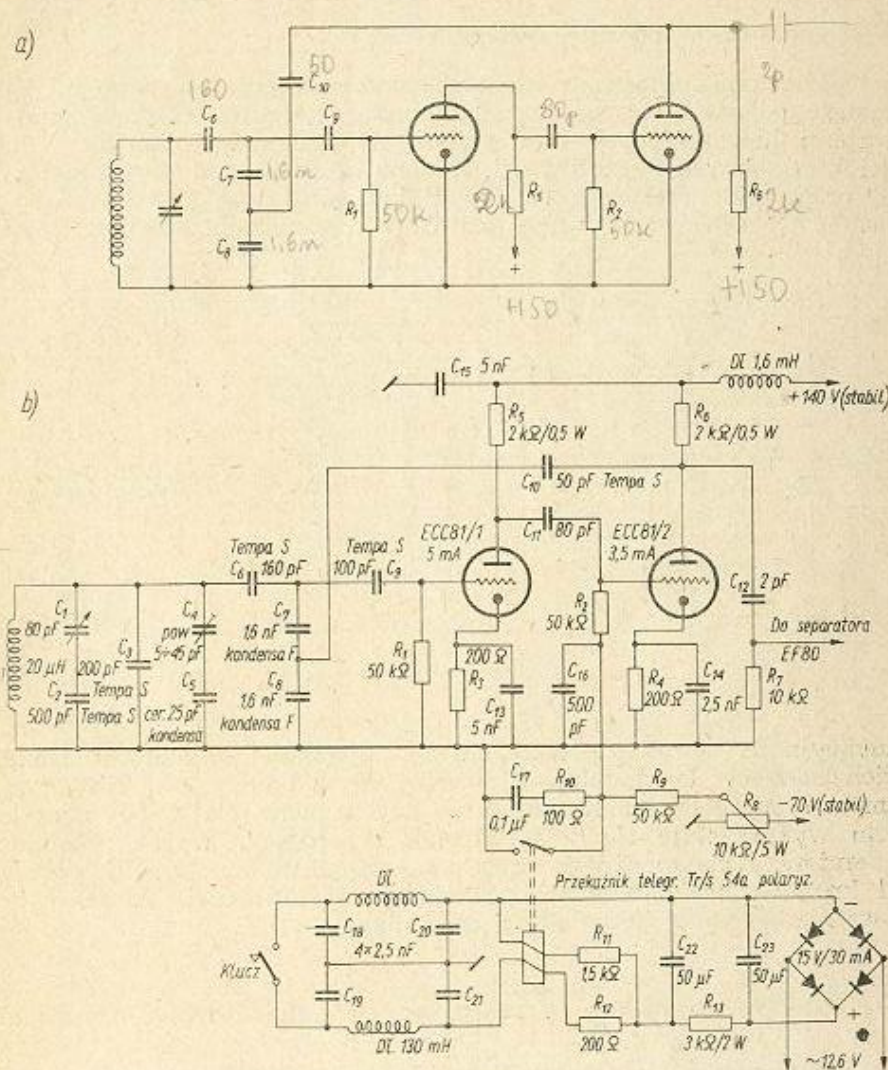 a)
50
C₁₀
2p
160
C₆
C₉
80p
C₇
1,6n
R₁
50k
R₅
R₂
50k
R₆
2k
C₈
1,6n
+
+
+150
+150
b)
C₁₅ 5 nF
Dł. 1,6 mH
+140 V (stabil)
R₅
2 kΩ/0,5 W
R₆
2 kΩ/0,5 W
C₁₀ 50 pF Tempa S
ECC81/1
5 mA
C₁₁ 80 pF
ECC81/2
3,5 mA
Tempa S
C₆ 160 pF
Tempa S
100 pF C₉
C₁₂ 2 pF
C₁
80 pF
20 μH
C₂
500 pF
C₃
200 pF
Tempa S
Tempa S
C₄
pow
5÷45 pF
C₅
cer. 25 pF
kondensa
C₇
1,6 nF
kondensa F
C₈
1,6 nF
kondensa F
R₁
50 kΩ
200 Ω
R₃
C₁₃
5 nF
R₂
50 kΩ
C₁₆
500
pF
R₄
200 Ω
C₁₄
2,5 nF
Do separatora
EF80
R₇
10 kΩ
C₁₇
0,1 μF
R₁₀
100 Ω
R₉
50 kΩ
R₈
−70 V (stabil)
10 kΩ/5 W
Przekaźnik telegr. Tr/s 54a polaryz.
Klucz
Dł.
C₁₈
C₂₀
4×2,5 nF
C₁₉
C₂₁
Dł. 130 mH
R₁₁
1,5 kΩ
R₁₂
200 Ω
C₂₂
50 μF
C₂₃
50 μF
R₁₃
3 kΩ/2 W
−
15 V/30 mA
+
~12,6 V